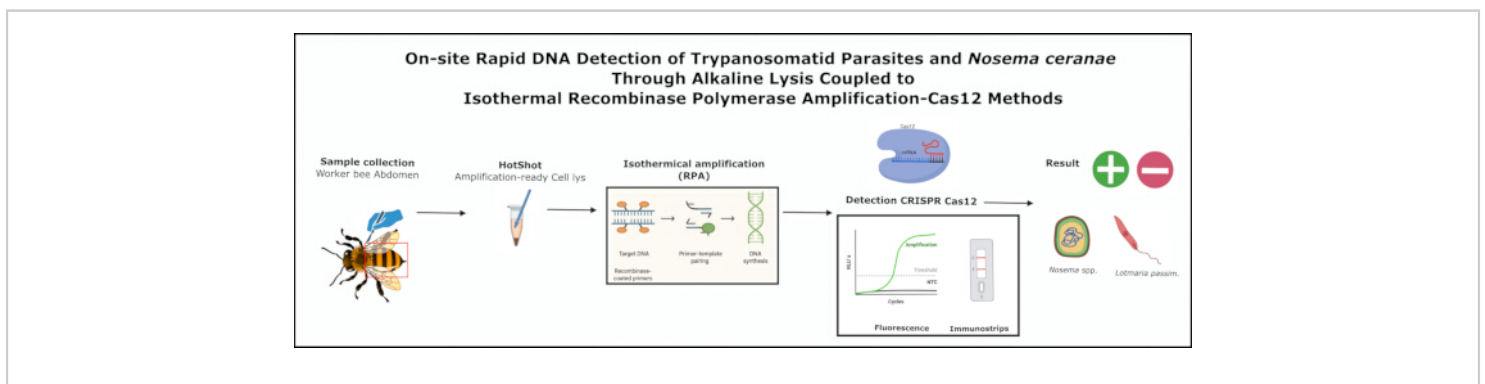 On-site Rapid DNA Detection of Trypanosomatid Parasites and Nosema ceranae
Through Alkaline Lysis Coupled to
Isothermal Recombinase Polymerase Amplification-Cas12 Methods
Sample collection
Worker bee Abdomen
HotShot
Amplification-ready Cell lys
Isothermical amplification
(RPA)
Target DNA
Recombinase-
coated primers
Primer-template
pairing
DNA
synthesis
Cas12
crRNA
Detection CRISPR Cas12
RLU's
Amplification
Threshold
NTC
Cycles
Fluorescence
Immunostrips
Result
Nosema spp.
Lotmaria passim.